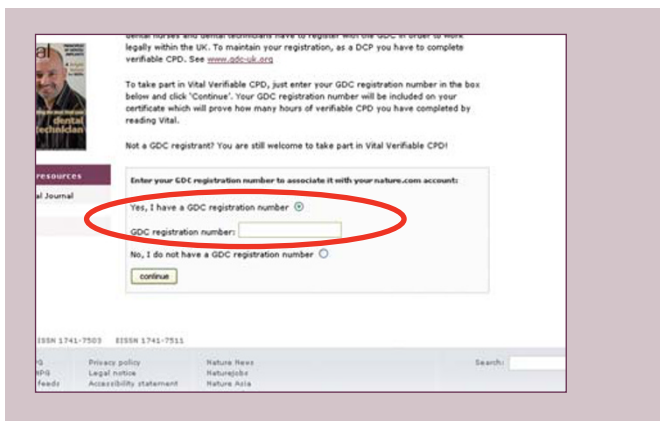 dental nurses and dental technicians have to register with the GDC in order to work
legally within the UK. To maintain your registration, as a DCP you have to complete
verifiable CPD. See www.gdc-uk.org
To take part in Vital Verifiable CPD, just enter your GDC registration number in the box
below and click 'Continue'. Your GDC registration number will be included on your
certificate which will prove how many hours of verifiable CPD you have completed by
reading Vital.
Not a GDC registrant? You are still welcome to take part in Vital Verifiable CPD!
dental
technician
resources
al Journal
Enter your GDC registration number to associate it with your nature.com account:
Yes, I have a GDC registration number
GDC registration number:
No, I do not have a GDC registration number
continue
ISSN 1741-7503 EISSN 1741-7511
Privacy policy
Legal notice
Accessibility statement
Nature News
Naturejobs
Nature Asia
Search:
feeds